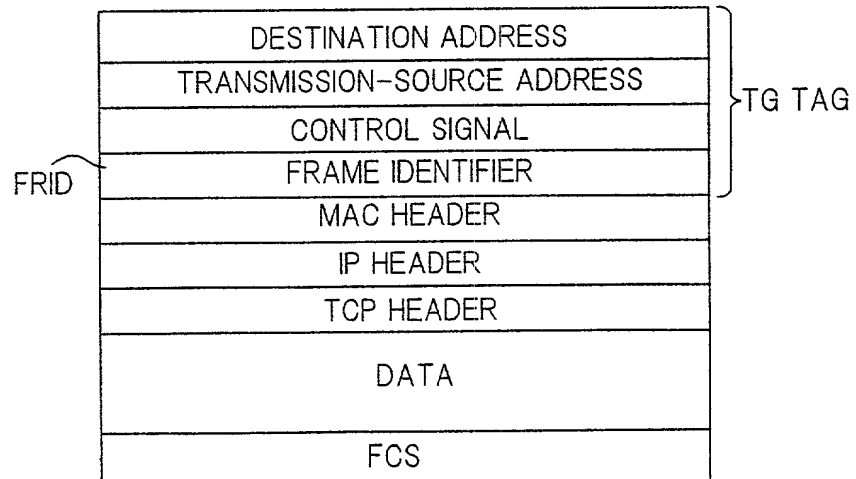 DESTINATION ADDRESS
TRANSMISSION-SOURCE ADDRESS
CONTROL SIGNAL
FRAME IDENTIFIER
MAC HEADER
IP HEADER
TCP HEADER
DATA
FCS
TG TAG
FRID